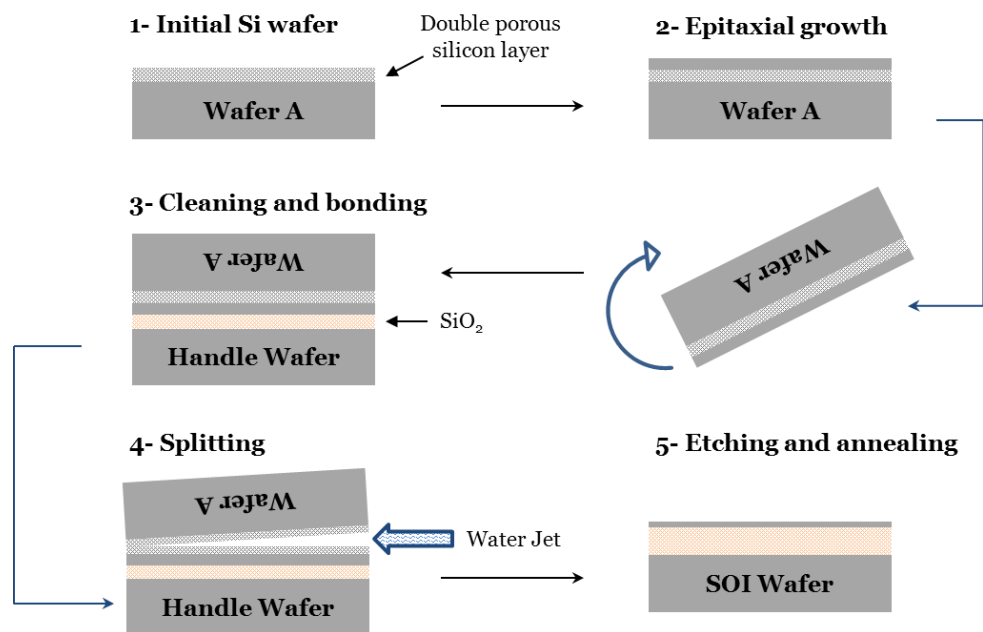 1- Initial Si wafer
Double porous
silicon layer
2- Epitaxial growth
Wafer A
Wafer A
3- Cleaning and bonding
Wafer A
Wafer A
SiO₂
Handle Wafer
4- Splitting
5- Etching and annealing
Wafer A
Water Jet
SOI Wafer
Handle Wafer